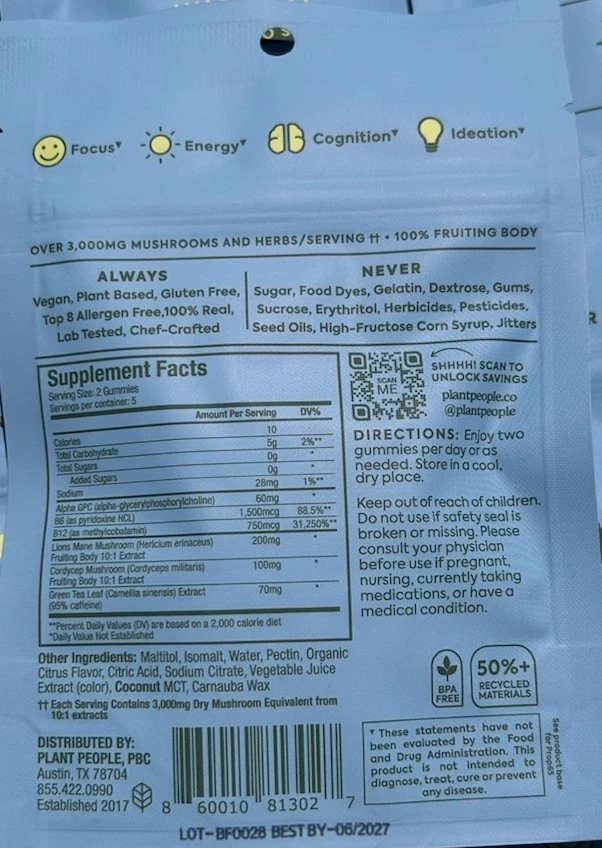 Focus▼
Energy▼
Cognition▼
Ideation▼
OVER 3,000MG MUSHROOMS AND HERBS/SERVING †† • 100% FRUITING BODY
ALWAYS
Vegan, Plant Based, Gluten Free,
Top 8 Allergen Free,100% Real,
Lab Tested, Chef-Crafted
NEVER
Sugar, Food Dyes, Gelatin, Dextrose, Gums,
Sucrose, Erythritol, Herbicides, Pesticides,
Seed Oils, High-Fructose Corn Syrup, Jitters
Supplement Facts
Serving Size: 2 Gummies
Servings per container: 5
Amount Per Serving DV%
Calories 10
Total Carbohydrate 5g 2%**
Total Sugars 0g *
Added Sugars 0g *
Sodium 28mg 1%**
Alpha GPC (alpha-glycerylphosphorylcholine) 60mg *
B6 (as pyridoxine HCL) 1,500mcg 88.5%**
B12 (as methylcobalamin) 750mcg 31,250%**
Lions Mane Mushroom (Hericium erinaceus) 200mg *
Fruiting Body 10:1 Extract
Cordycep Mushroom (Cordyceps militaris) 100mg *
Fruiting Body 10:1 Extract
Green Tea Leaf (Camellia sinensis) Extract 70mg *
(95% caffeine)
**Percent Daily Values (DV) are based on a 2,000 calorie diet
*Daily Value Not Established
SCAN
ME
SHHHH! SCAN TO
UNLOCK SAVINGS
plantpeople.co
@plantpeople
DIRECTIONS: Enjoy two
gummies per day or as
needed. Store in a cool,
dry place.
Keep out of reach of children.
Do not use if safety seal is
broken or missing. Please
consult your physician
before use if pregnant,
nursing, currently taking
medications, or have a
medical condition.
Other Ingredients: Maltitol, Isomalt, Water, Pectin, Organic
Citrus Flavor, Citric Acid, Sodium Citrate, Vegetable Juice
Extract (color), Coconut MCT, Carnauba Wax
†† Each Serving Contains 3,000mg Dry Mushroom Equivalent from
10:1 extracts
BPA
FREE
50%+
RECYCLED
MATERIALS
DISTRIBUTED BY:
PLANT PEOPLE, PBC
Austin, TX 78704
855.422.0990
Established 2017
8 60010 81302 7
▼ These statements have not
been evaluated by the Food
and Drug Administration. This
product is not intended to
diagnose, treat, cure or prevent
any disease.
See product base
for Prop65
LOT-BF0028 BEST BY-06/2027
R